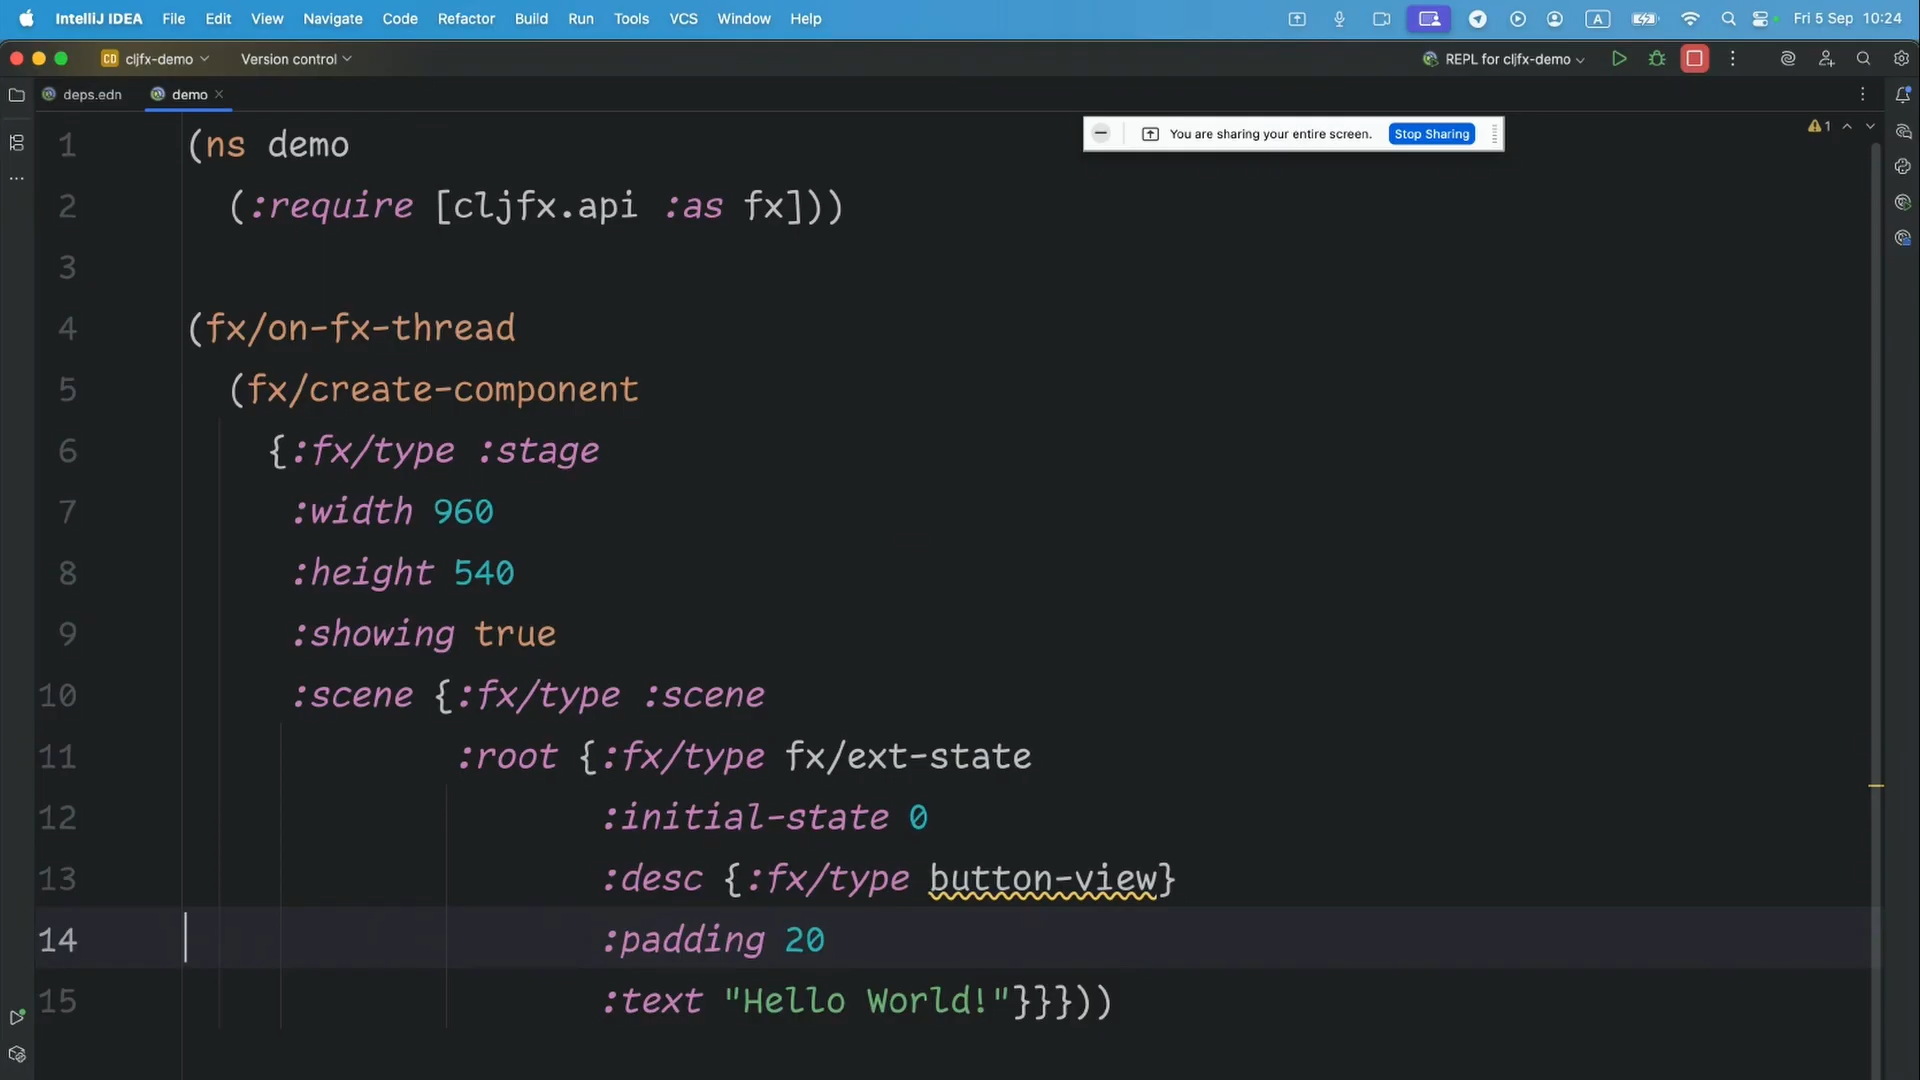 IntelliJ IDEA File Edit View Navigate Code Refactor Build Run Tools VCS Window Help A Fri 5 Sep 10:24
CD cljfx-demo Version control REPL for cljfx-demo
deps.edn demo
You are sharing your entire screen. Stop Sharing
1
1 (ns demo
2 (:require [cljfx.api :as fx]))
3
4 (fx/on-fx-thread
5 (fx/create-component
6 {:fx/type :stage
7 :width 960
8 :height 540
9 :showing true
10 :scene {:fx/type :scene
11 :root {:fx/type fx/ext-state
12 :initial-state 0
13 :desc {:fx/type button-view}
14 :padding 20
15 :text "Hello World!"}}}))